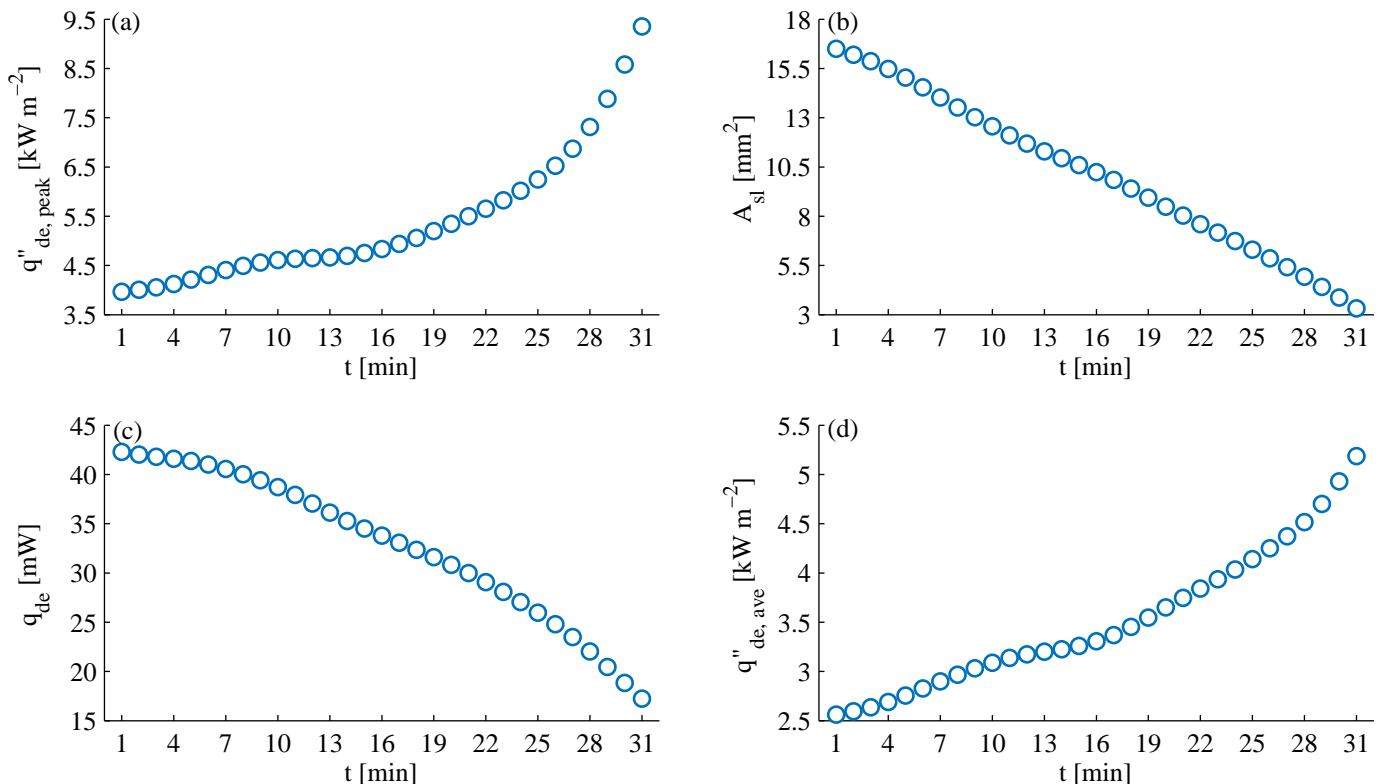 (a)
9.5
8.5
7.5
6.5
5.5
4.5
3.5
q''de, peak [kW m−2]
1 4 7 10 13 16 19 22 25 28 31
t [min]
(b)
18
15.5
13
10.5
8
5.5
3
Asl [mm2]
1 4 7 10 13 16 19 22 25 28 31
t [min]
(c)
45
40
35
30
25
20
15
qde [mW]
1 4 7 10 13 16 19 22 25 28 31
t [min]
(d)
5.5
5
4.5
4
3.5
3
2.5
q''de, ave [kW m−2]
1 4 7 10 13 16 19 22 25 28 31
t [min]